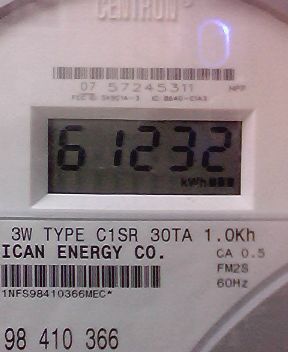 CENTRON
07 57245311
61232
kWh
3W TYPE C1SR 30TA 1.0Kh
ICAN ENERGY CO.
CA 0.5
FM2S
60Hz
1NFS98410366MEC*
98 410 366